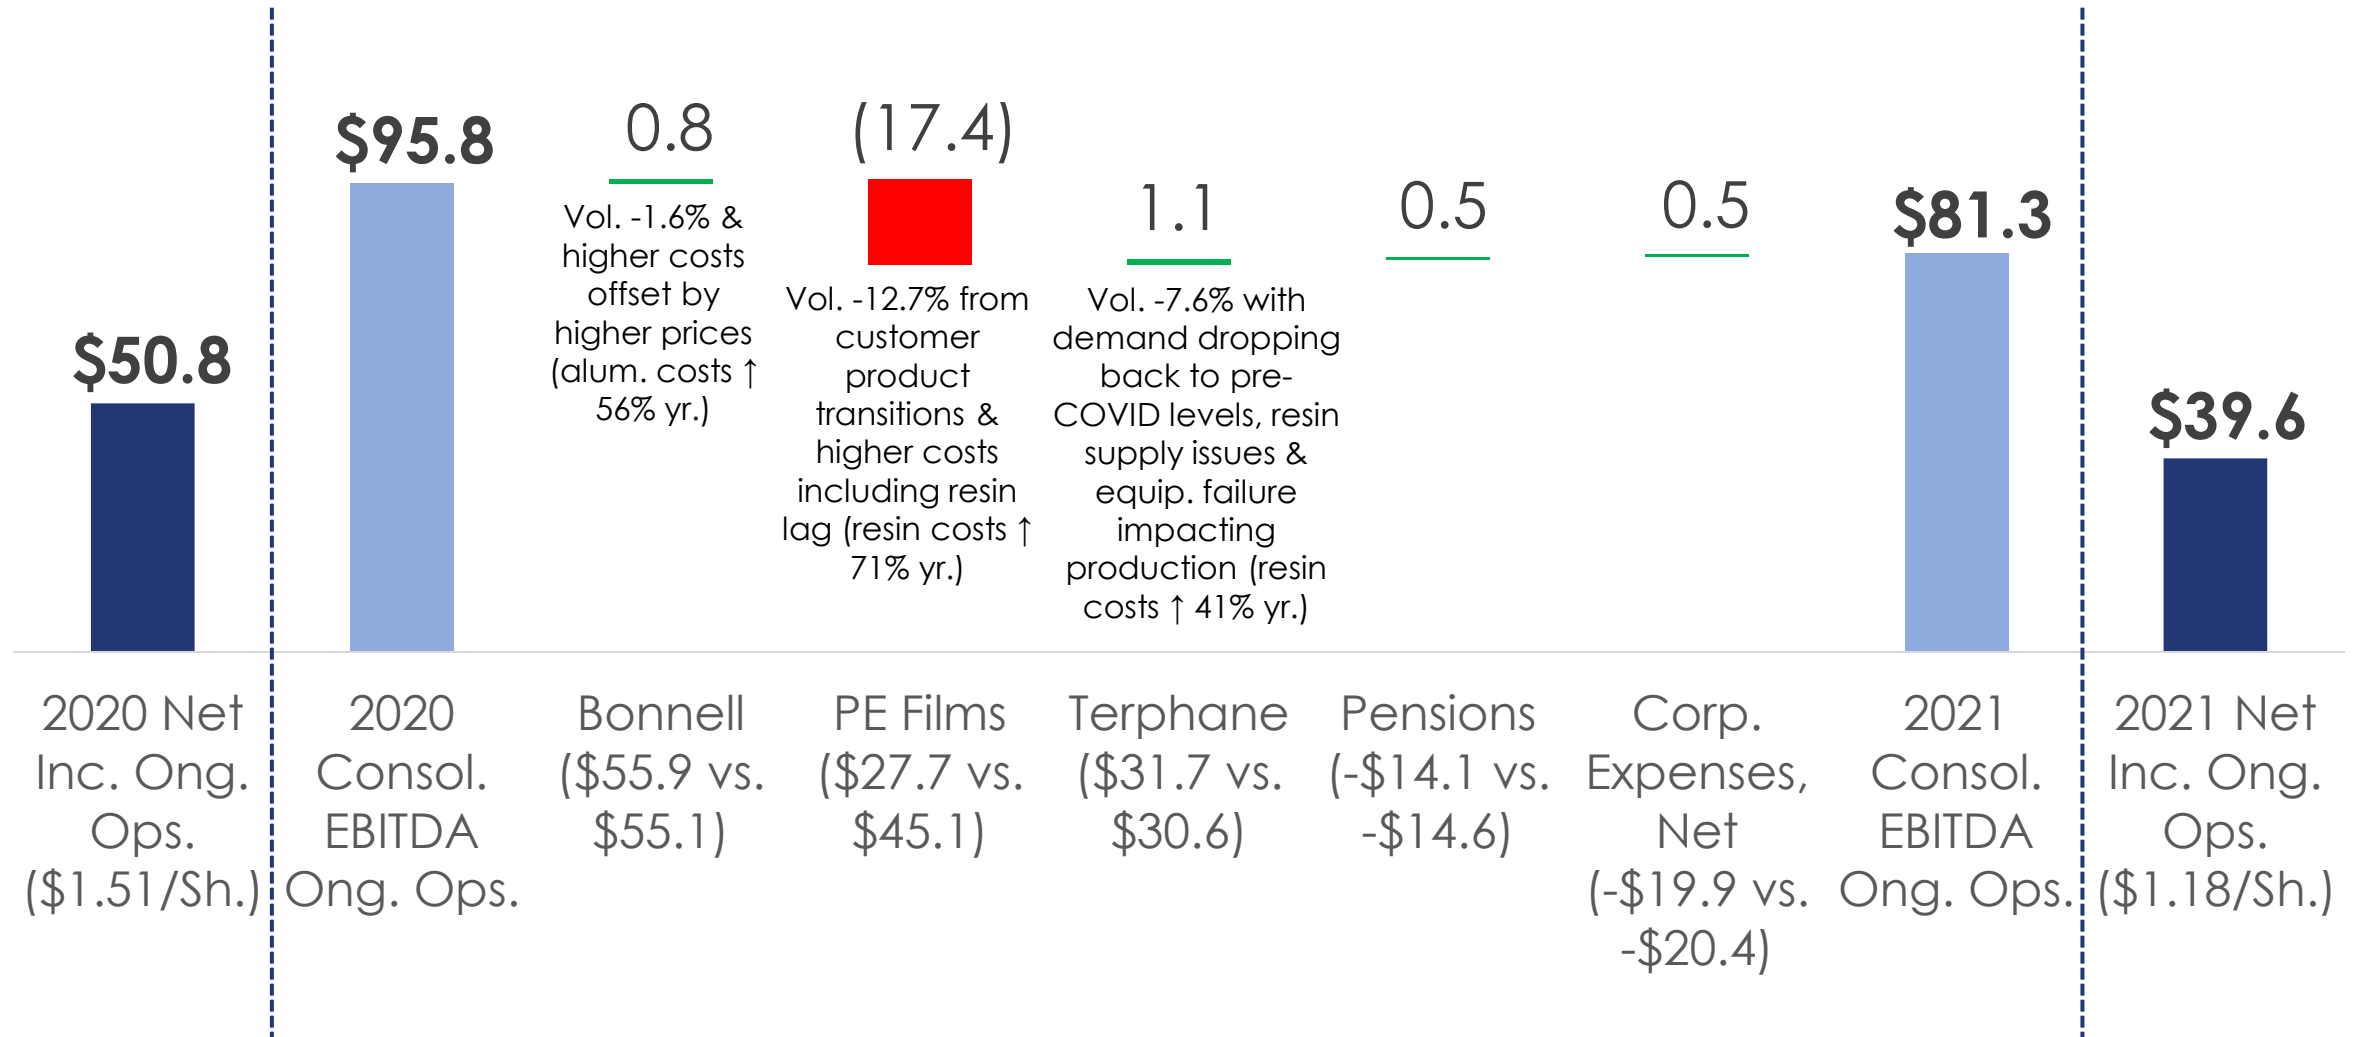 $50.8
$95.8
0.8
Vol. -1.6% &
higher costs
offset by
higher prices
(alum. costs ↑
56% yr.)
(17.4)
Vol. -12.7% from
customer
product
transitions &
higher costs
including resin
lag (resin costs ↑
71% yr.)
1.1
Vol. -7.6% with
demand dropping
back to pre-
COVID levels, resin
supply issues &
equip. failure
impacting
production (resin
costs ↑ 41% yr.)
0.5
0.5
$81.3
$39.6
2020 Net
Inc. Ong.
Ops.
($1.51/Sh.)
2020
Consol.
EBITDA
Ong. Ops.
Bonnell
($55.9 vs.
$55.1)
PE Films
($27.7 vs.
$45.1)
Terphane
($31.7 vs.
$30.6)
Pensions
(-$14.1 vs.
-$14.6)
Corp.
Expenses,
Net
(-$19.9 vs.
-$20.4)
2021
Consol.
EBITDA
Ong. Ops.
2021 Net
Inc. Ong.
Ops.
($1.18/Sh.)